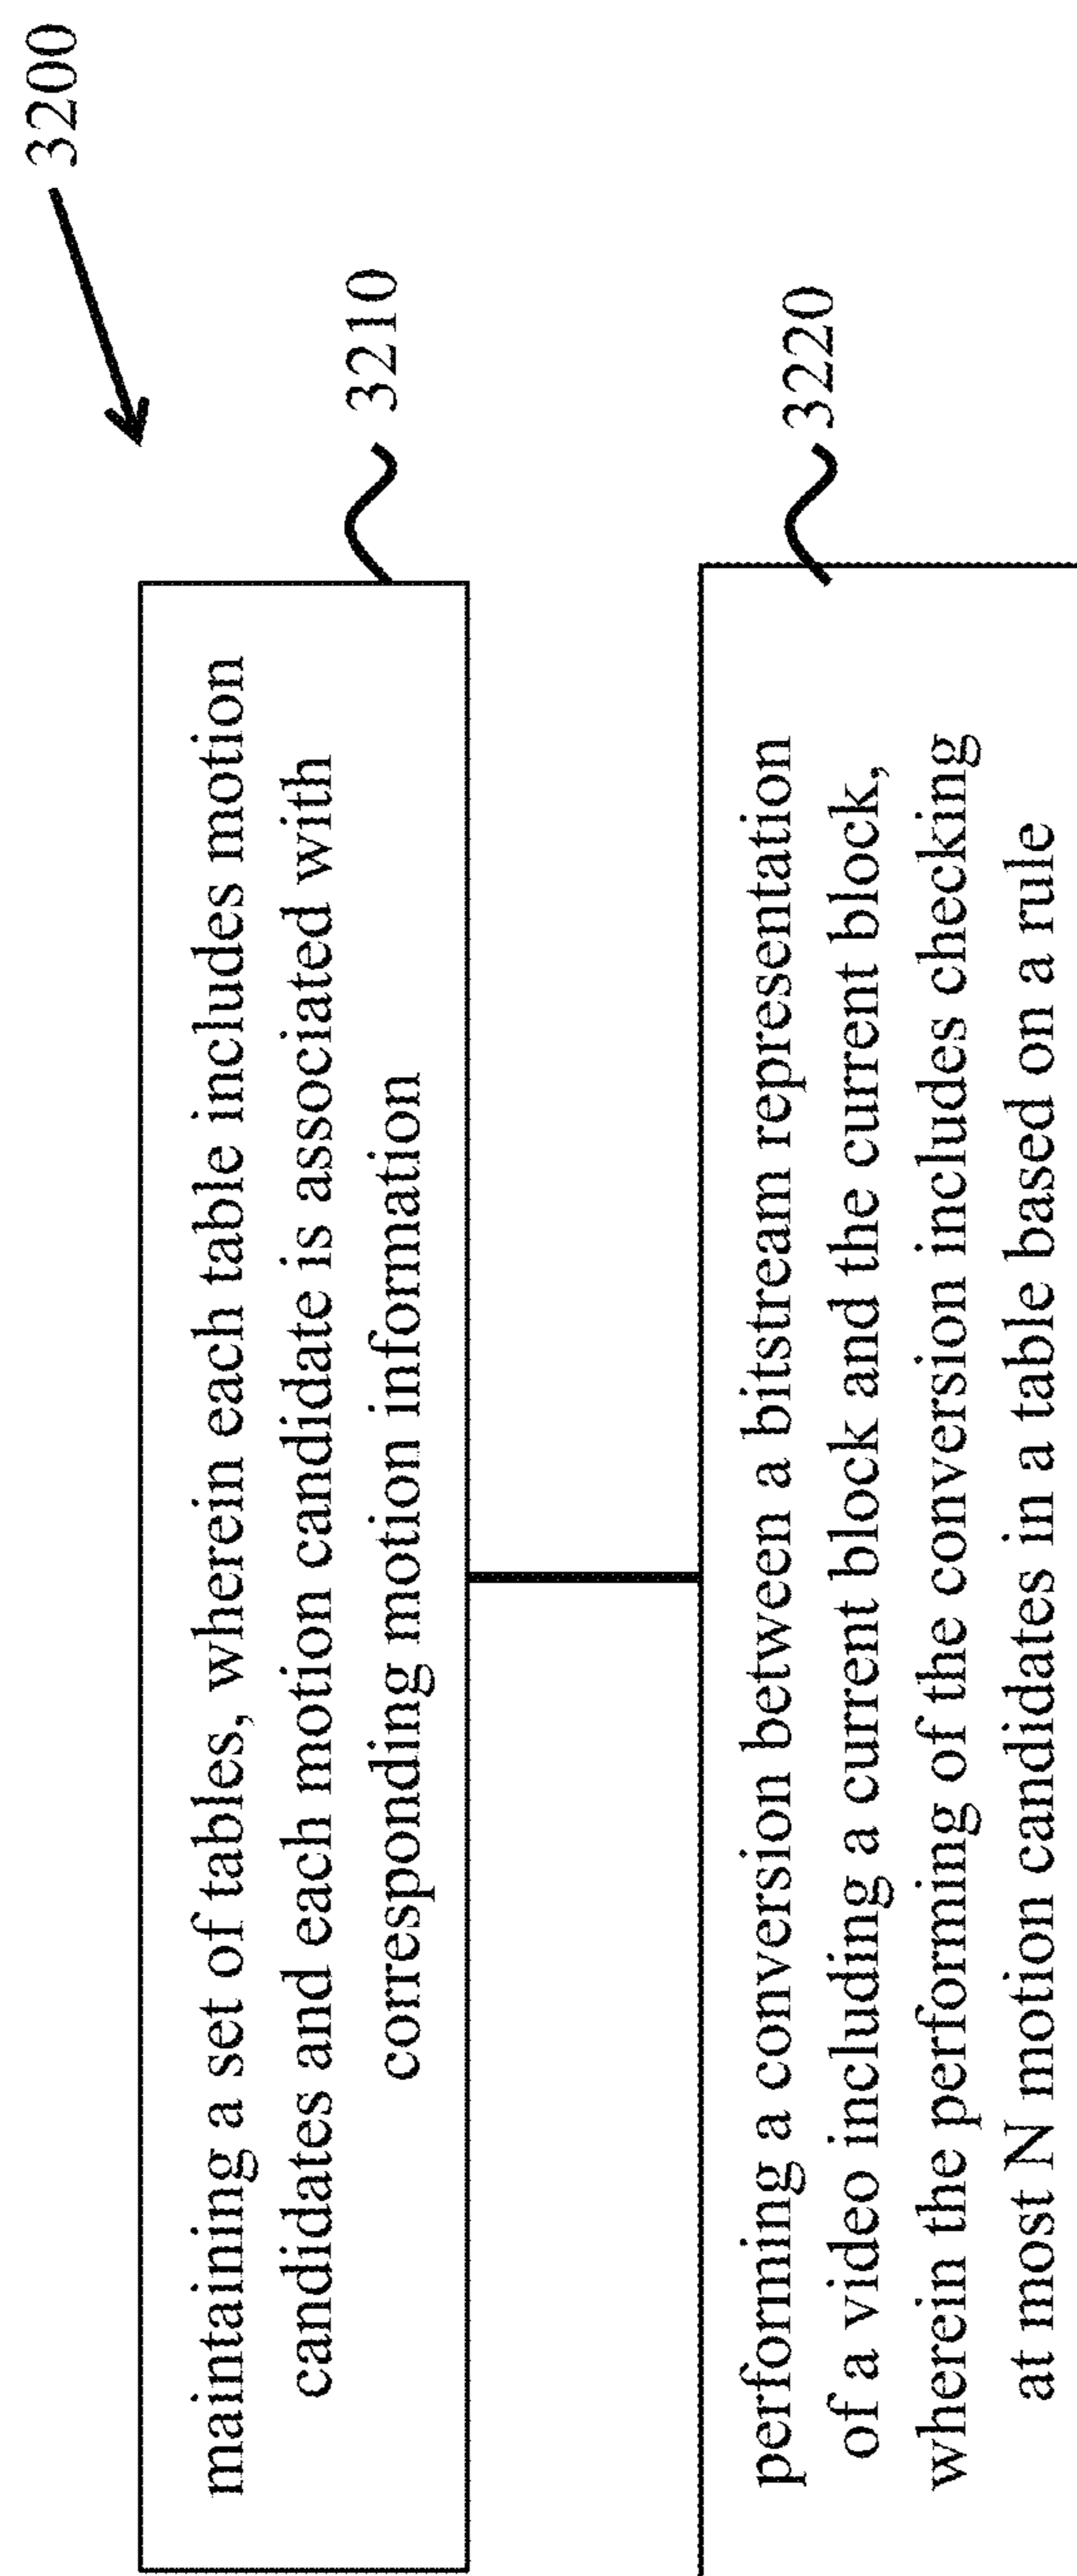 3200
3210
maintaining a set of tables, wherein each table includes motion
candidates and each motion candidate is associated with
corresponding motion information
3220
performing a conversion between a bitstream representation
of a video including a current block and the current block,
wherein the performing of the conversion includes checking
at most N motion candidates in a table based on a rule